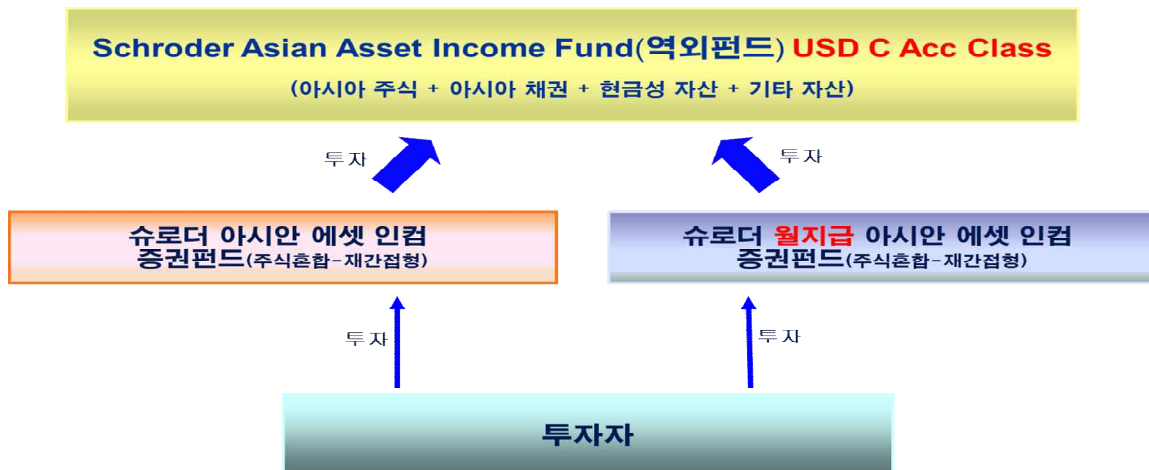 Schroder Asian Asset Income Fund(역외펀드) USD C Acc Class
(아시아 주식 + 아시아 채권 + 현금성 자산 + 기타 자산)
투자
투자
슈로더 아시안 에셋 인컴
증권펀드(주식혼합-재간접형)
슈로더 월지급 아시안 에셋 인컴
증권펀드(주식혼합-재간접형)
투자
투자
투자자